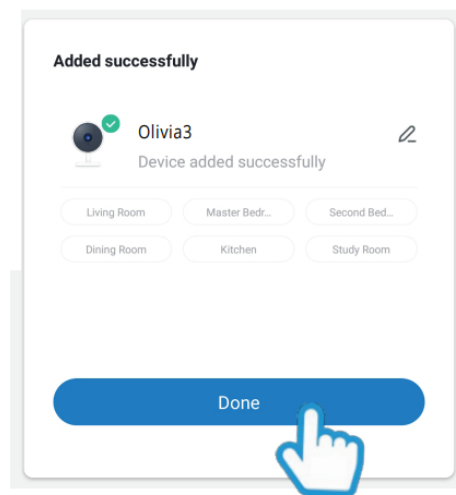 Added successfully
Olivia3
Device added successfully
Living Room Master Bedr... Second Bed...
Dining Room Kitchen Study Room
Done